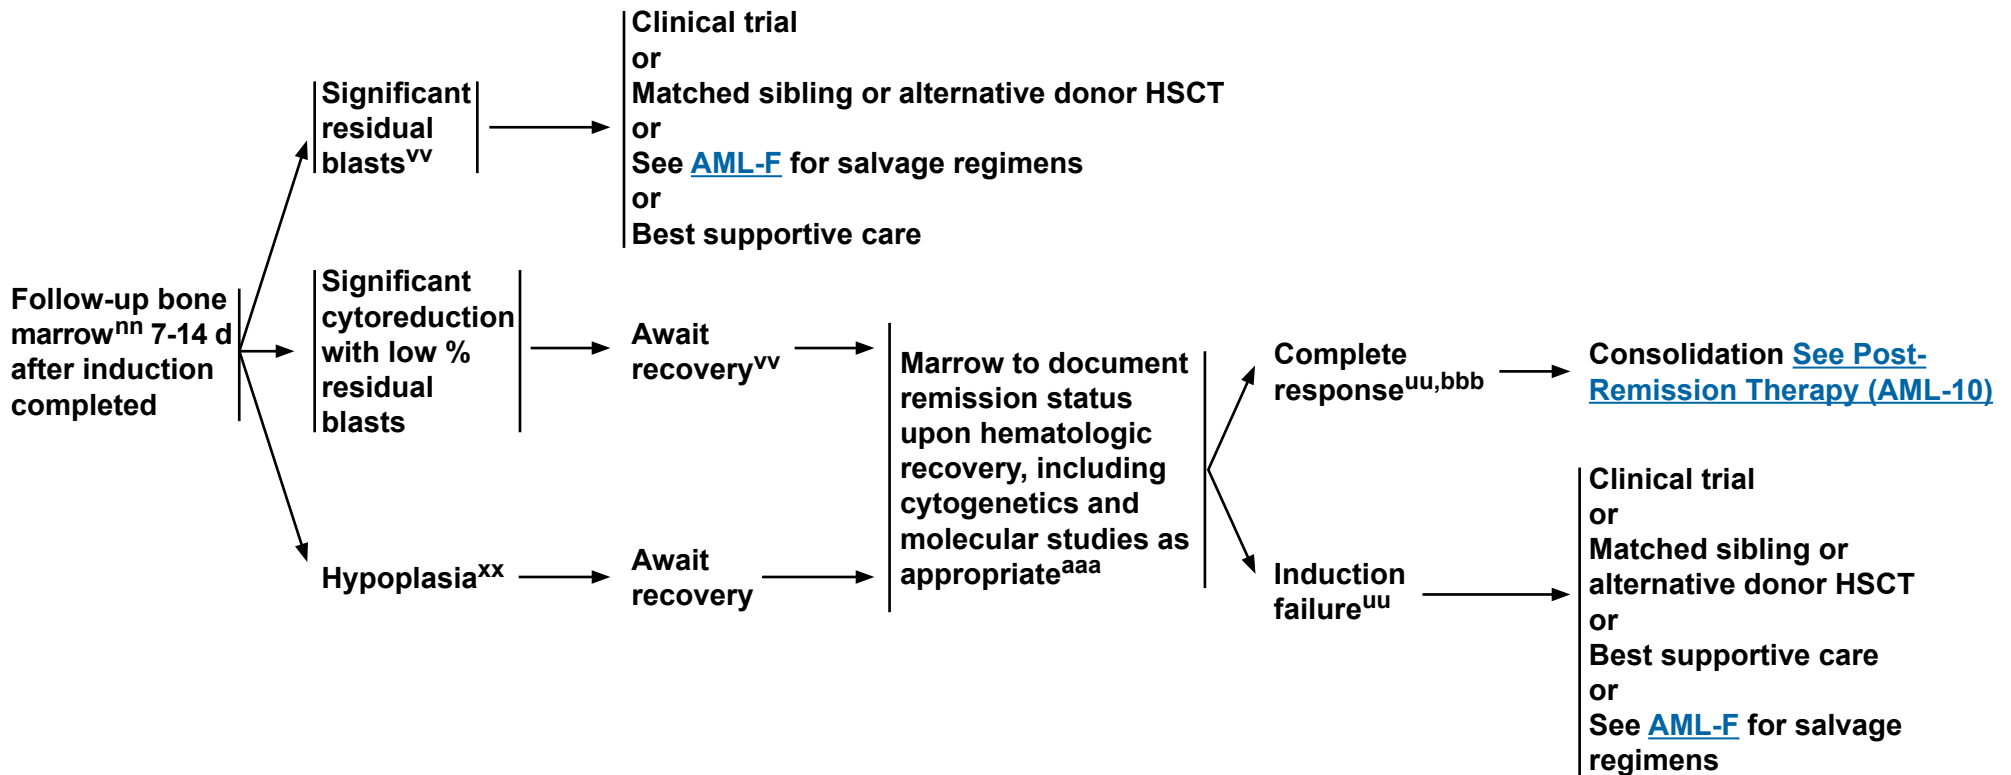 Follow-up bone
marrownn 7-14 d
after induction
completed
Significant
residual
blastsvv
Clinical trial
or
Matched sibling or alternative donor HSCT
or
See AML-F for salvage regimens
or
Best supportive care
Significant
cytoreduction
with low %
residual
blasts
Await
recoveryvv
Hypoplasiaxx
Await
recovery
Marrow to document
remission status
upon hematologic
recovery, including
cytogenetics and
molecular studies as
appropriateaaa
Complete
responseuu,bbb
Consolidation See Post-
Remission Therapy (AML-10)
Induction
failureuu
Clinical trial
or
Matched sibling or
alternative donor HSCT
or
Best supportive care
or
See AML-F for salvage
regimens